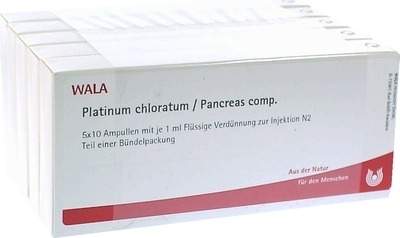 WALA
Platinum chloratum / Pancreas comp.
5x10 Ampullen mit je 1 ml Flüssige Verdünnung zur Injektion N2
Teil einer Bündelpackung
Aus der Natur
für den Menschen